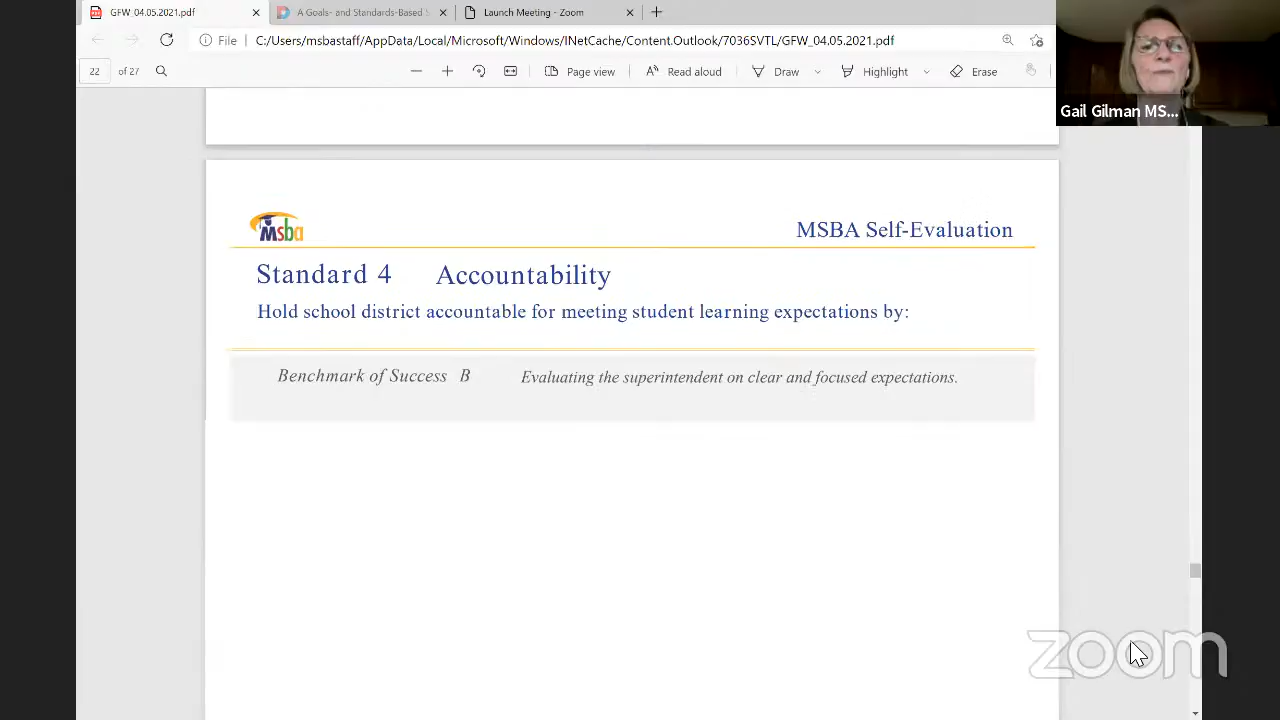 GFW_04.05.2021.pdf
A Goals- and Standards-Based S
Launch Meeting - Zoom
File
C:/Users/msbastaff/AppData/Local/Microsoft/Windows/INetCache/Content.Outlook/7036SVTL/GFW_04.05.2021.pdf
22 of 27
Page view
Read aloud
Draw
Highlight
Erase
Gail Gilman MS...
msba
MSBA Self-Evaluation
Standard 4 Accountability
Hold school district accountable for meeting student learning expectations by:
Benchmark of Success B Evaluating the superintendent on clear and focused expectations.
zoom